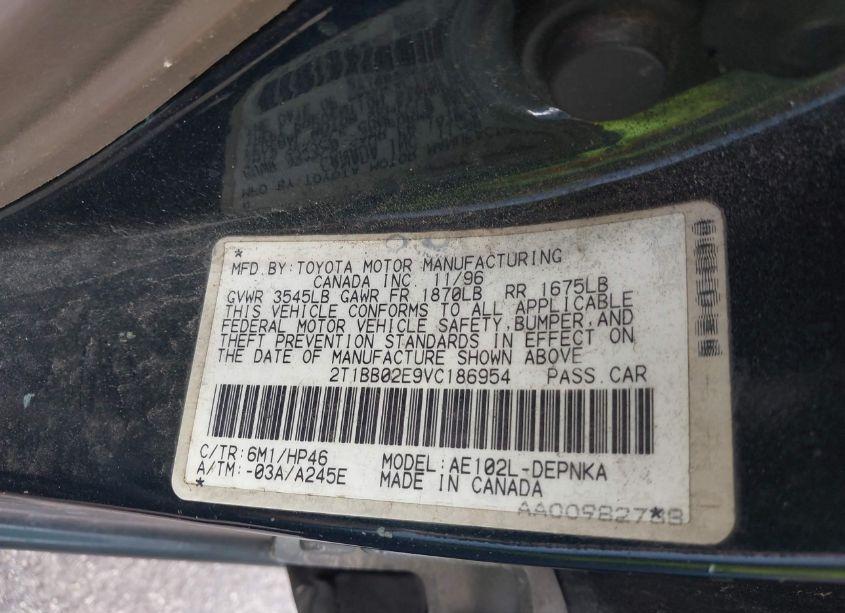 *
MFD.BY:TOYOTA MOTOR MANUFACTURING
CANADA INC. 11/96
GVWR 3545LB GAWR FR 1870LB RR 1675LB
THIS VEHICLE CONFORMS TO ALL APPLICABLE
FEDERAL MOTOR VEHICLE SAFETY,BUMPER,AND
THEFT PREVENTION STANDARDS IN EFFECT ON
THE DATE OF MANUFACTURE SHOWN ABOVE
2T1BB02E9VC186954 PASS.CAR
C/TR:6M1/HP46 MODEL:AE102L-DEPNKA
A/TM:-03A/A245E MADE IN CANADA
*